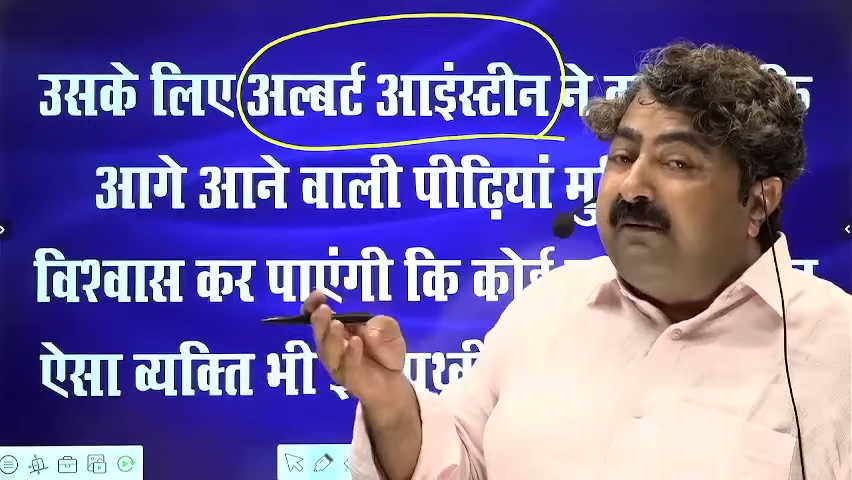 उसके लिए अल्बर्ट आइंस्टीन ने
आगे आने वाली पीढ़ियां
विश्वास कर पाएंगी कि कोई
ऐसा व्यक्ति भी